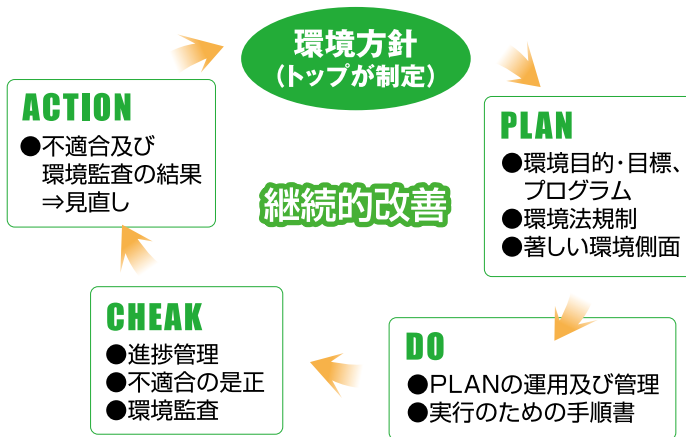 環境方針
(トップが制定)
PLAN
●環境目的・目標、
プログラム
●環境法規制
●著しい環境側面
DO
●PLANの運用及び管理
●実行のための手順書
CHEAK
●進捗管理
●不適合の是正
●環境監査
ACTION
●不適合及び
環境監査の結果
⇒見直し
継続的改善